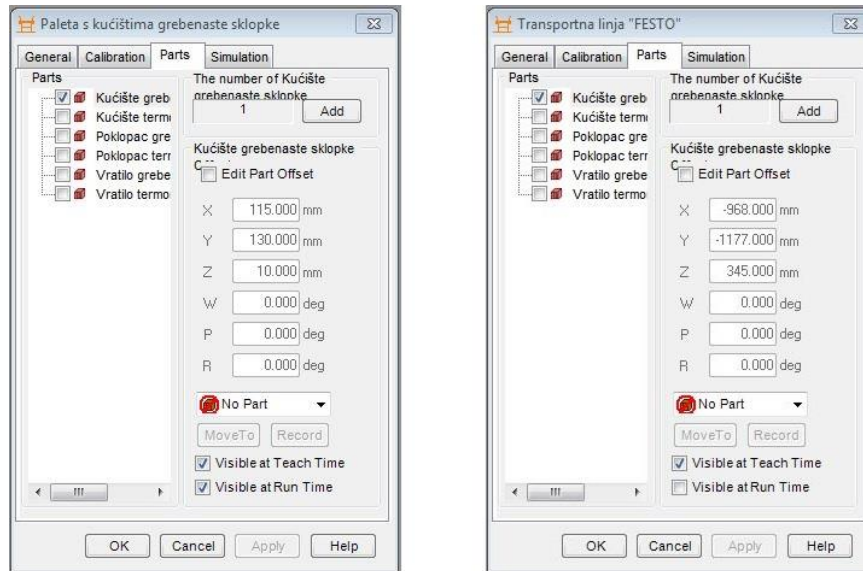 Paleta s kućištima grebenaste sklopke
General Calibration Parts Simulation
Parts
Kućište greb
Kućište termo
Poklopac gre
Poklopac terr
Vratilo grebe
Vratilo termo
The number of Kućište
grebenaste sklopke
1 Add
Kućište grebenaste sklopke
Edit Part Offset
X 115.000 mm
Y 130.000 mm
Z 10.000 mm
W 0.000 deg
P 0.000 deg
R 0.000 deg
No Part
MoveTo Record
Visible at Teach Time
Visible at Run Time
OK Cancel Apply Help
Transportna linja "FESTO"
General Calibration Parts Simulation
Parts
Kućište greb
Kućište termo
Poklopac gre
Poklopac terr
Vratilo grebe
Vratilo termo
The number of Kućište
grebenaste sklopke
1 Add
Kućište grebenaste sklopke
Edit Part Offset
X -968.000 mm
Y -1177.000 mm
Z 345.000 mm
W 0.000 deg
P 0.000 deg
R 0.000 deg
No Part
MoveTo Record
Visible at Teach Time
Visible at Run Time
OK Cancel Apply Help